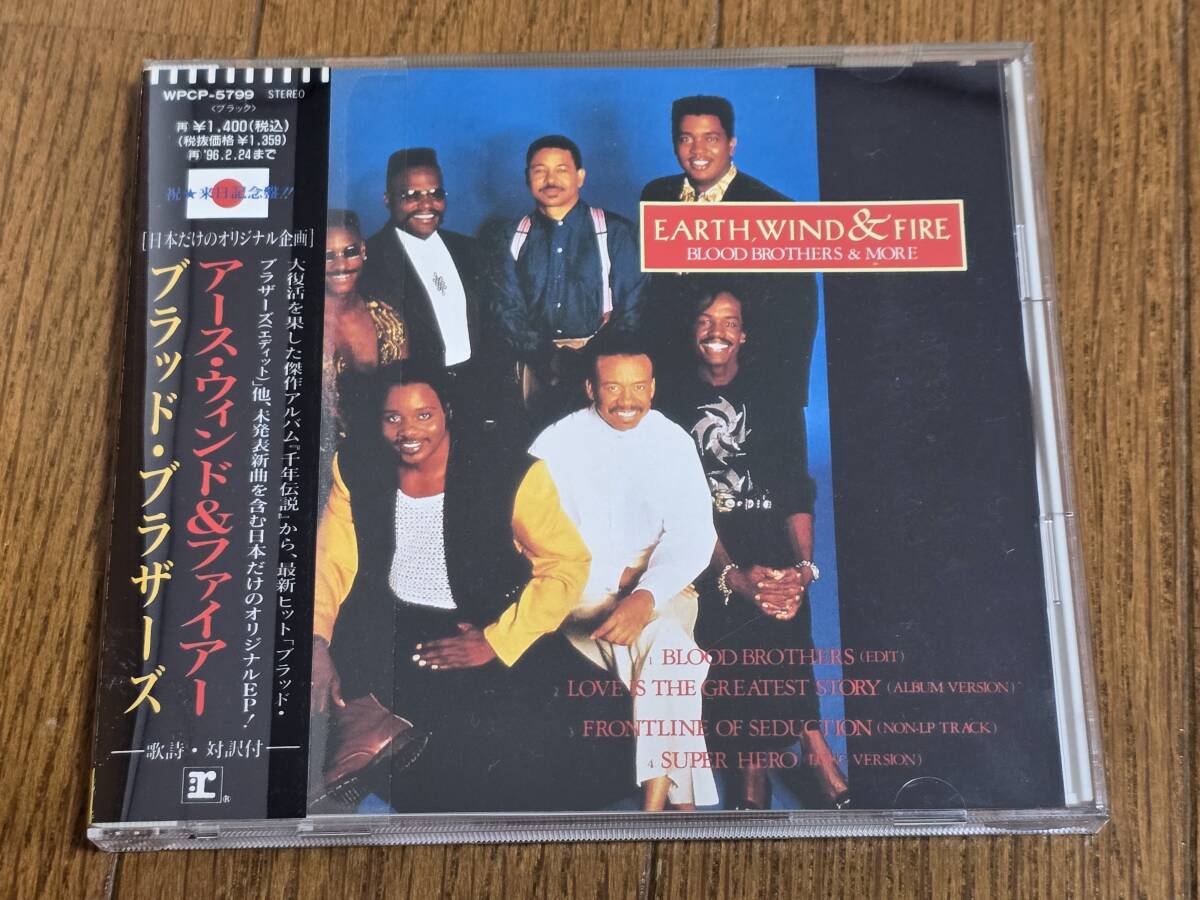 WPCP-5799 STEREO
〈ブラック〉
再 ¥1,400(税込)
(税抜価格 ¥1,359)
再 '96.2.24まで
祝★来日記念盤!!
[日本だけのオリジナル企画]
大復活を果した傑作アルバム『千年伝説』から、最新ヒット「ブラッド・
ブラザーズ(エディット)」他、未発表新曲を含む日本だけのオリジナルEP!
アース・ウィンド&ファイアー
ブラッド・ブラザーズ
歌詩・対訳付
r®
EARTH, WIND & FIRE
BLOOD BROTHERS & MORE
1 BLOOD BROTHERS (EDIT)
2 LOVE IS THE GREATEST STORY (ALBUM VERSION)
3 FRONTLINE OF SEDUCTION (NON-LP TRACK)
4. SUPER HERO VERSION)